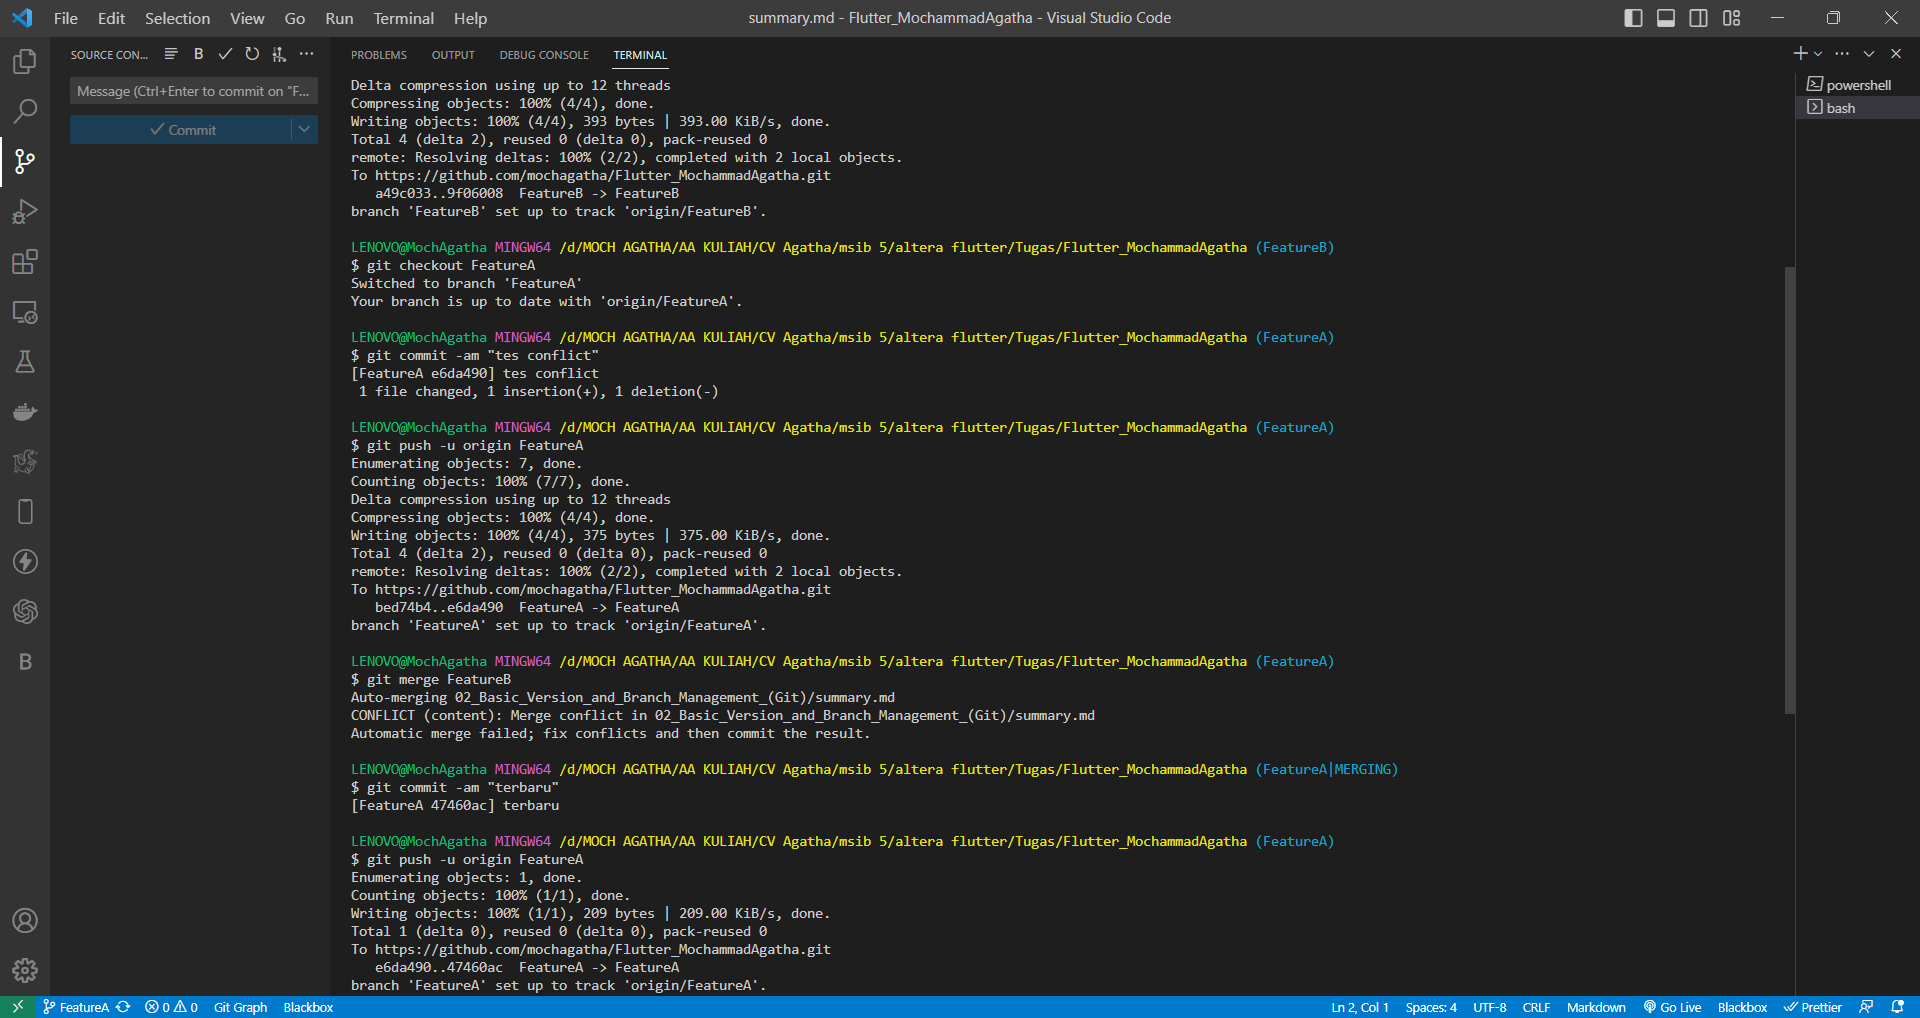 File Edit Selection View Go Run Terminal Help
summary.md - Flutter_MochammadAgatha - Visual Studio Code
SOURCE CON...
B
Message (Ctrl+Enter to commit on "F...
Commit
B
PROBLEMS OUTPUT DEBUG CONSOLE TERMINAL
Delta compression using up to 12 threads
Compressing objects: 100% (4/4), done.
Writing objects: 100% (4/4), 393 bytes | 393.00 KiB/s, done.
Total 4 (delta 2), reused 0 (delta 0), pack-reused 0
remote: Resolving deltas: 100% (2/2), completed with 2 local objects.
To https://github.com/mochagatha/Flutter_MochammadAgatha.git
   a49c033..9f06008  FeatureB -> FeatureB
branch 'FeatureB' set up to track 'origin/FeatureB'.
LENOVO@MochAgatha MINGW64 /d/MOCH AGATHA/AA KULIAH/CV Agatha/msib 5/altera flutter/Tugas/Flutter_MochammadAgatha (FeatureB)
$ git checkout FeatureA
Switched to branch 'FeatureA'
Your branch is up to date with 'origin/FeatureA'.
LENOVO@MochAgatha MINGW64 /d/MOCH AGATHA/AA KULIAH/CV Agatha/msib 5/altera flutter/Tugas/Flutter_MochammadAgatha (FeatureA)
$ git commit -am "tes conflict"
[FeatureA e6da490] tes conflict
 1 file changed, 1 insertion(+), 1 deletion(-)
LENOVO@MochAgatha MINGW64 /d/MOCH AGATHA/AA KULIAH/CV Agatha/msib 5/altera flutter/Tugas/Flutter_MochammadAgatha (FeatureA)
$ git push -u origin FeatureA
Enumerating objects: 7, done.
Counting objects: 100% (7/7), done.
Delta compression using up to 12 threads
Compressing objects: 100% (4/4), done.
Writing objects: 100% (4/4), 375 bytes | 375.00 KiB/s, done.
Total 4 (delta 2), reused 0 (delta 0), pack-reused 0
remote: Resolving deltas: 100% (2/2), completed with 2 local objects.
To https://github.com/mochagatha/Flutter_MochammadAgatha.git
   bed74b4..e6da490  FeatureA -> FeatureA
branch 'FeatureA' set up to track 'origin/FeatureA'.
LENOVO@MochAgatha MINGW64 /d/MOCH AGATHA/AA KULIAH/CV Agatha/msib 5/altera flutter/Tugas/Flutter_MochammadAgatha (FeatureA)
$ git merge FeatureB
Auto-merging 02_Basic_Version_and_Branch_Management_(Git)/summary.md
CONFLICT (content): Merge conflict in 02_Basic_Version_and_Branch_Management_(Git)/summary.md
Automatic merge failed; fix conflicts and then commit the result.
LENOVO@MochAgatha MINGW64 /d/MOCH AGATHA/AA KULIAH/CV Agatha/msib 5/altera flutter/Tugas/Flutter_MochammadAgatha (FeatureA|MERGING)
$ git commit -am "terbaru"
[FeatureA 47460ac] terbaru
LENOVO@MochAgatha MINGW64 /d/MOCH AGATHA/AA KULIAH/CV Agatha/msib 5/altera flutter/Tugas/Flutter_MochammadAgatha (FeatureA)
$ git push -u origin FeatureA
Enumerating objects: 1, done.
Counting objects: 100% (1/1), done.
Writing objects: 100% (1/1), 209 bytes | 209.00 KiB/s, done.
Total 1 (delta 0), reused 0 (delta 0), pack-reused 0
To https://github.com/mochagatha/Flutter_MochammadAgatha.git
   e6da490..47460ac  FeatureA -> FeatureA
branch 'FeatureA' set up to track 'origin/FeatureA'.
powershell
bash
FeatureA 0 0 Git Graph Blackbox
Ln 2, Col 1 Spaces: 4 UTF-8 CRLF Markdown Go Live Blackbox Prettier